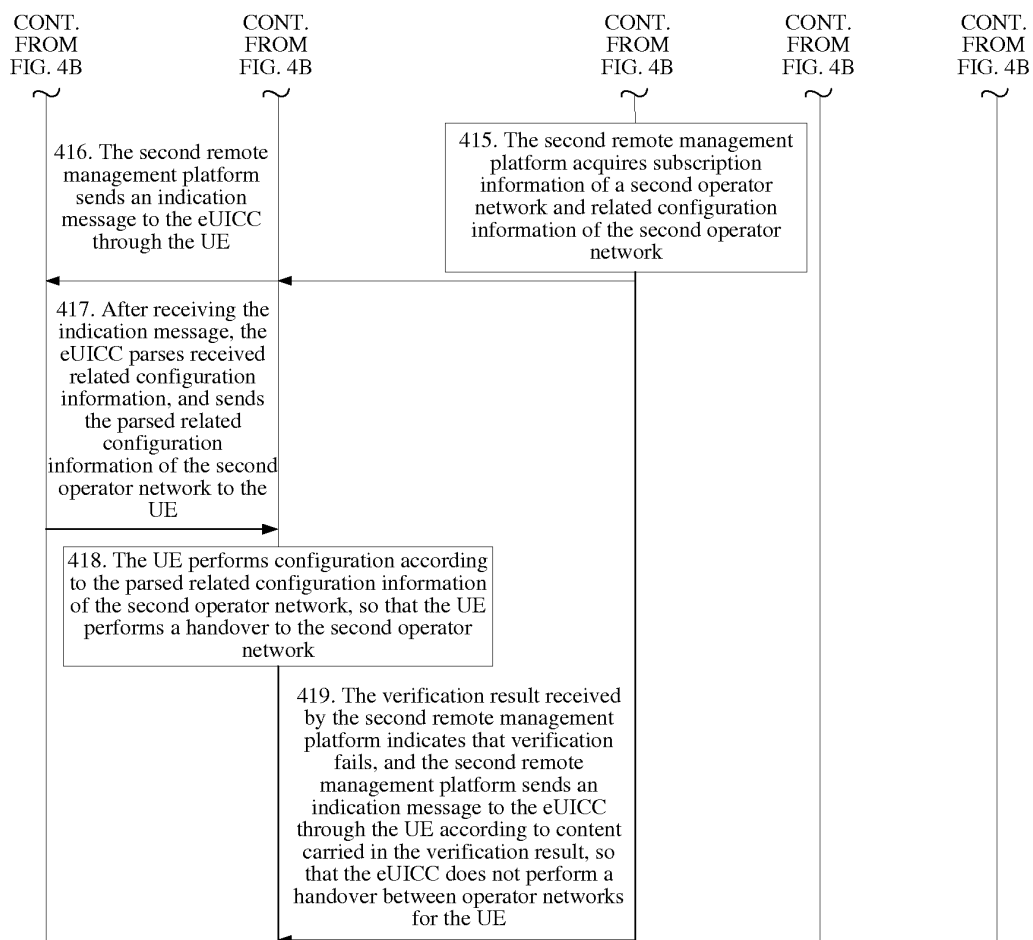 CONT.
FROM
FIG. 4B
CONT.
FROM
FIG. 4B
CONT.
FROM
FIG. 4B
CONT.
FROM
FIG. 4B
CONT.
FROM
FIG. 4B
415. The second remote management
platform acquires subscription
information of a second operator
network and related configuration
information of the second operator
network
416. The second remote
management platform
sends an indication
message to the eUICC
through the UE
417. After receiving the
indication message, the
eUICC parses received
related configuration
information, and sends
the parsed related
configuration
information of the second
operator network to the
UE
418. The UE performs configuration according
to the parsed related configuration information
of the second operator network, so that the UE
performs a handover to the second operator
network
419. The verification result received
by the second remote management
platform indicates that verification
fails, and the second remote
management platform sends an
indication message to the eUICC
through the UE according to content
carried in the verification result, so
that the eUICC does not perform a
handover between operator networks
for the UE